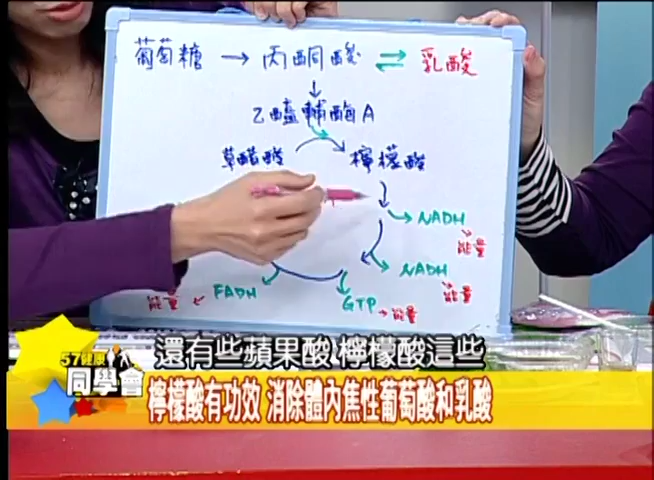 葡萄糖 → 丙酮酸 ⇌ 乳酸
乙醯輔酶A
草醋酸 檸檬酸
NADH
能量
NADH
能量
能量 ← FADH
GTP → 能量
還有些蘋果酸 檸檬酸這些
57健康
同學會
檸檬酸有功效 消除體內焦性葡萄酸和乳酸